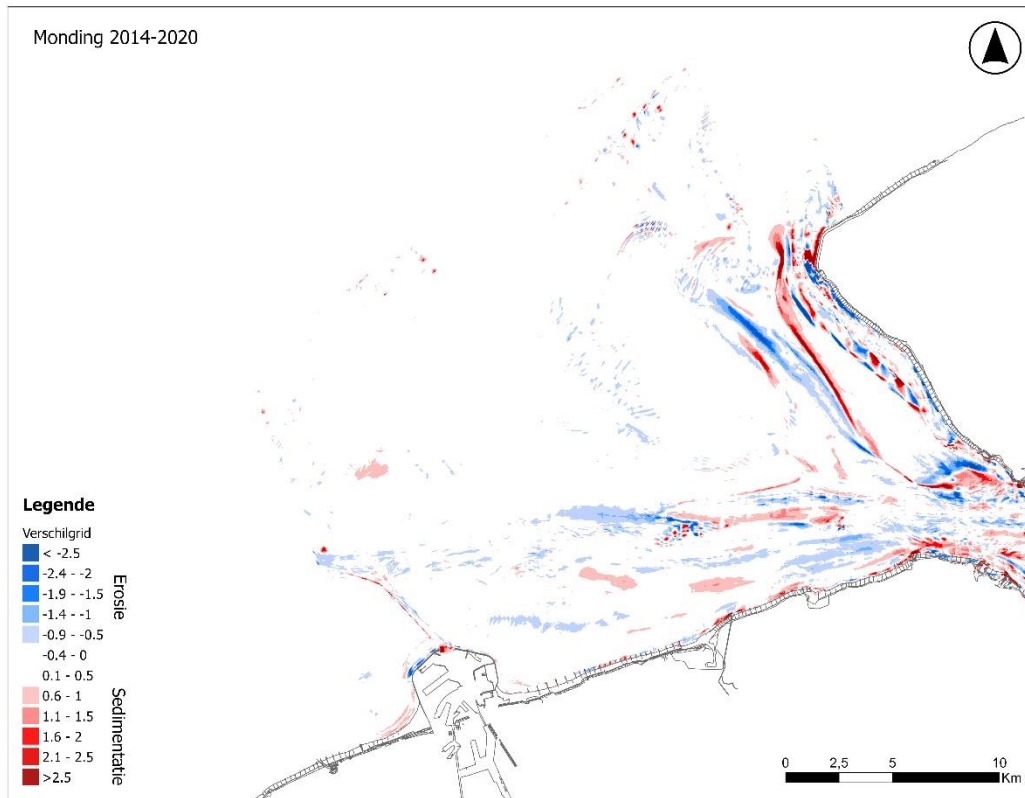 Monding 2014-2020
Legende
Verschilgrid
< -2.5
-2.4 - -2
-1.9 - -1.5
-1.4 - -1
-0.9 - -0.5
-0.4 - 0
0.1 - 0.5
0.6 - 1
1.1 - 1.5
1.6 - 2
2.1 - 2.5
>2.5
Erosie
Sedimentatie
0 2,5 5 10
Km